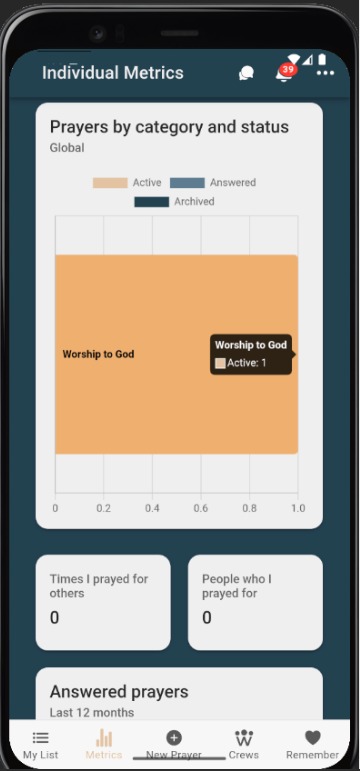 Individual Metrics
39
Prayers by category and status
Global
Active
Answered
Archived
Worship to God
Worship to God
Active: 1
0 0.2 0.4 0.6 0.8 1.0
Times I prayed for
others
0
People who I
prayed for
0
Answered prayers
Last 12 months
My List
Metrics
New Prayer
Crews
Remember